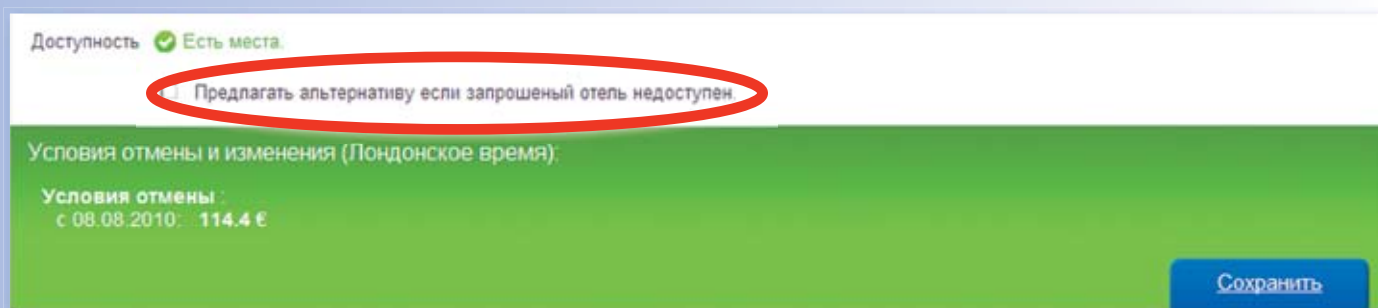 Доступность Есть места.
Предлагать альтернативу если запрошеный отель недоступен.
Условия отмены и изменения (Лондонское время):
Условия отмены :
с 08.08.2010: 114.4 €
Сохранить